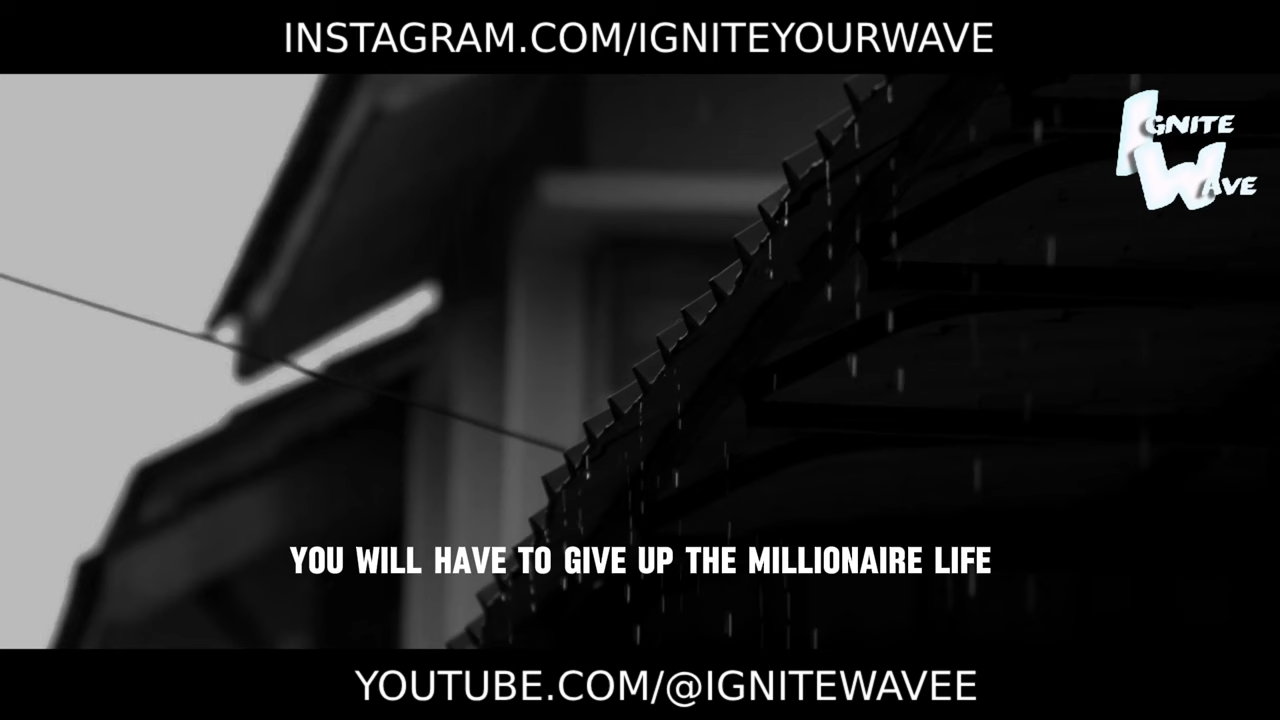 INSTAGRAM.COM/IGNITEYOURWAVE
IGNITE
WAVE
YOU WILL HAVE TO GIVE UP THE MILLIONAIRE LIFE
YOUTUBE.COM/@IGNITEWAVEE